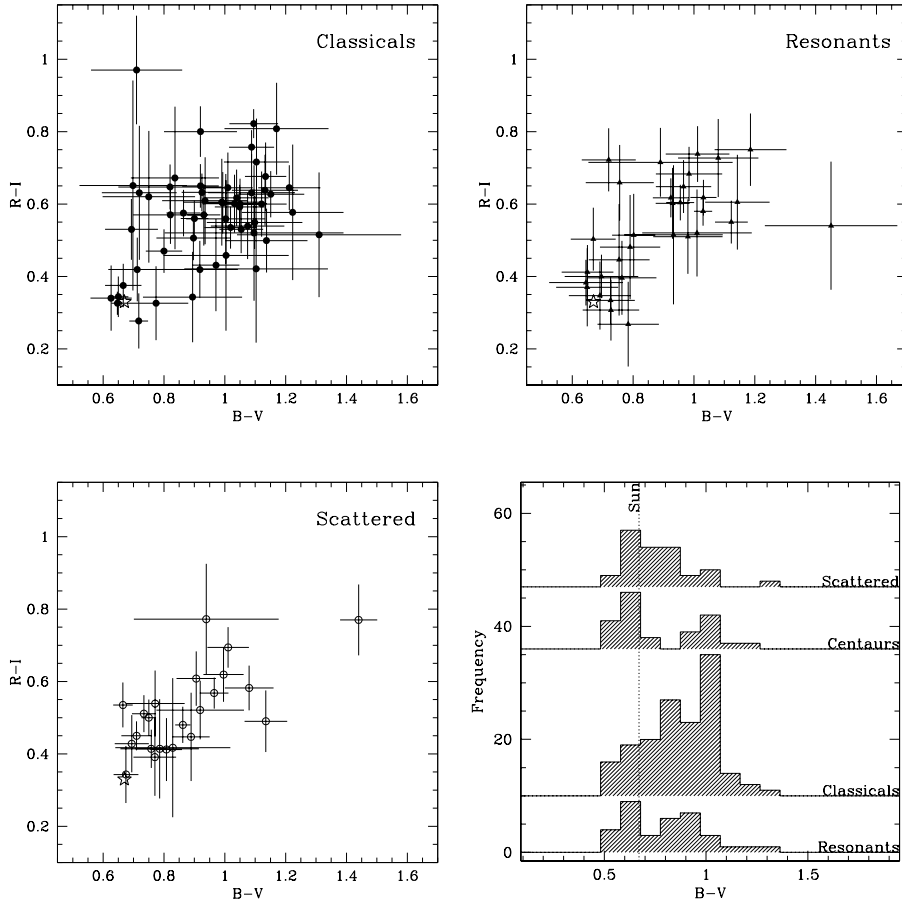 Classicals
1
0.8
R-I
0.6
0.4
0.2
0.6 0.8 1 1.2 1.4 1.6
B-V
Resonants
1
0.8
R-I
0.6
0.4
0.2
0.6 0.8 1 1.2 1.4 1.6
B-V
Scattered
1
0.8
R-I
0.6
0.4
0.2
0.6 0.8 1 1.2 1.4 1.6
B-V
Sun
60
Scattered
40
Centaurs
Frequency
20
Classicals
Resonants
0
0.5 1 1.5
B-V